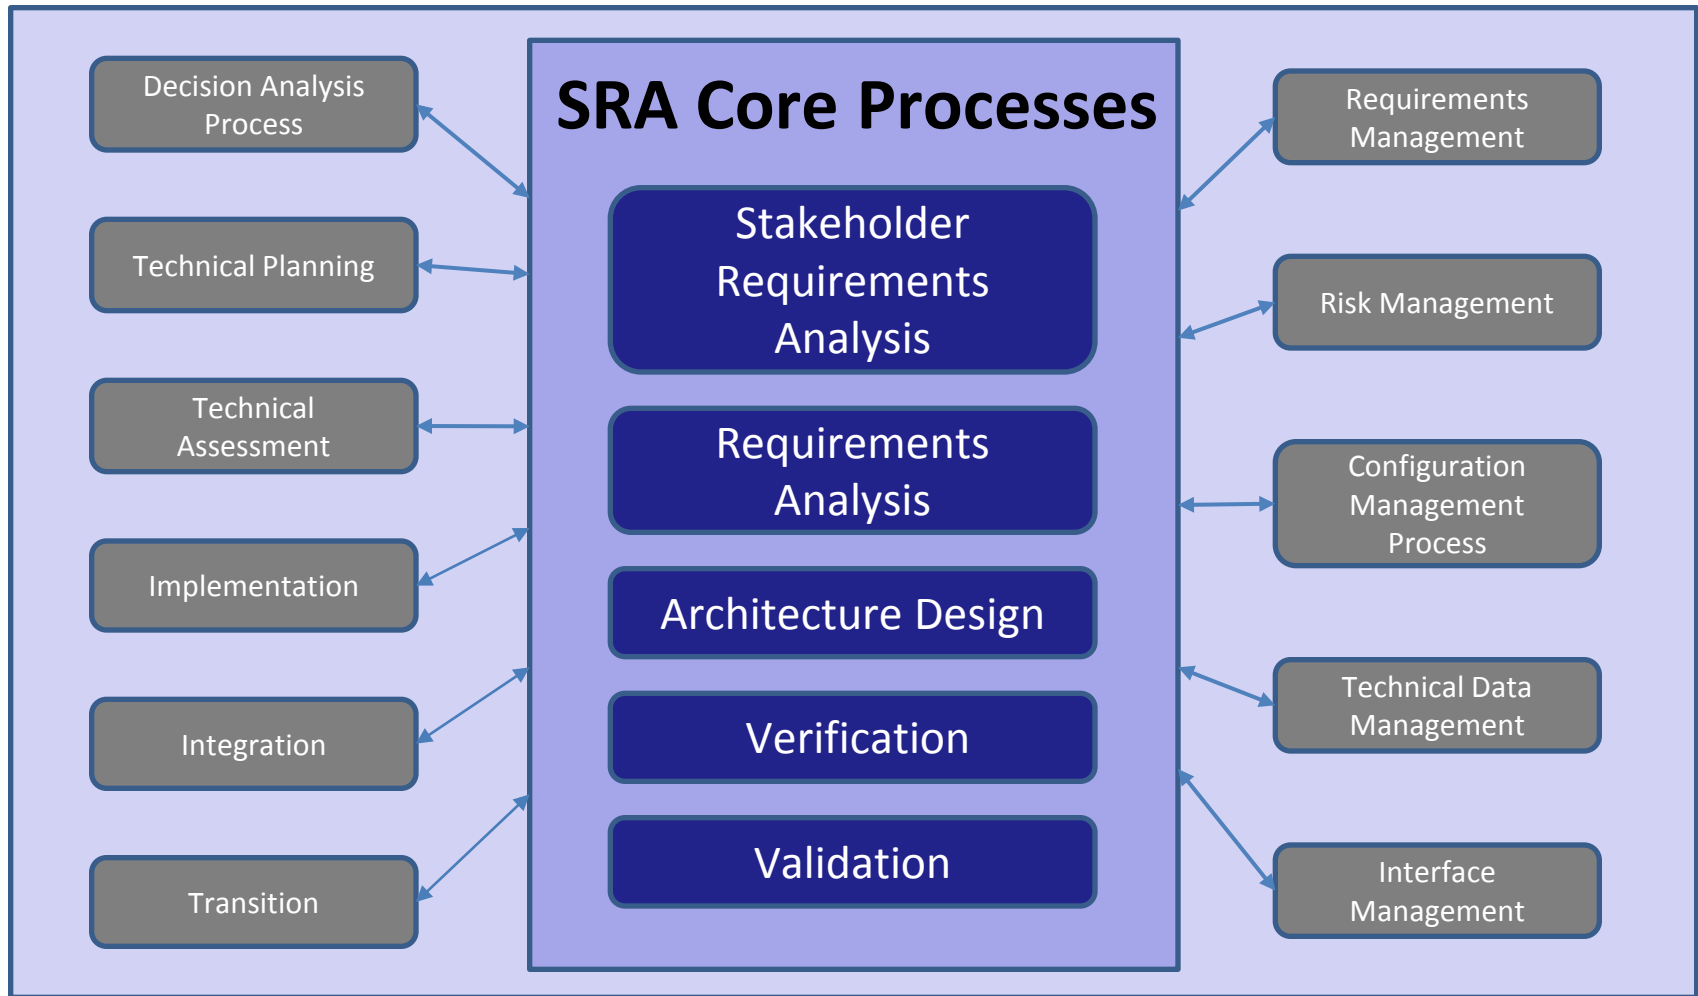 SRA Core Processes
Decision Analysis
Process
Technical Planning
Technical
Assessment
Implementation
Integration
Transition
Stakeholder
Requirements
Analysis
Requirements
Analysis
Architecture Design
Verification
Validation
Requirements
Management
Risk Management
Configuration
Management
Process
Technical Data
Management
Interface
Management